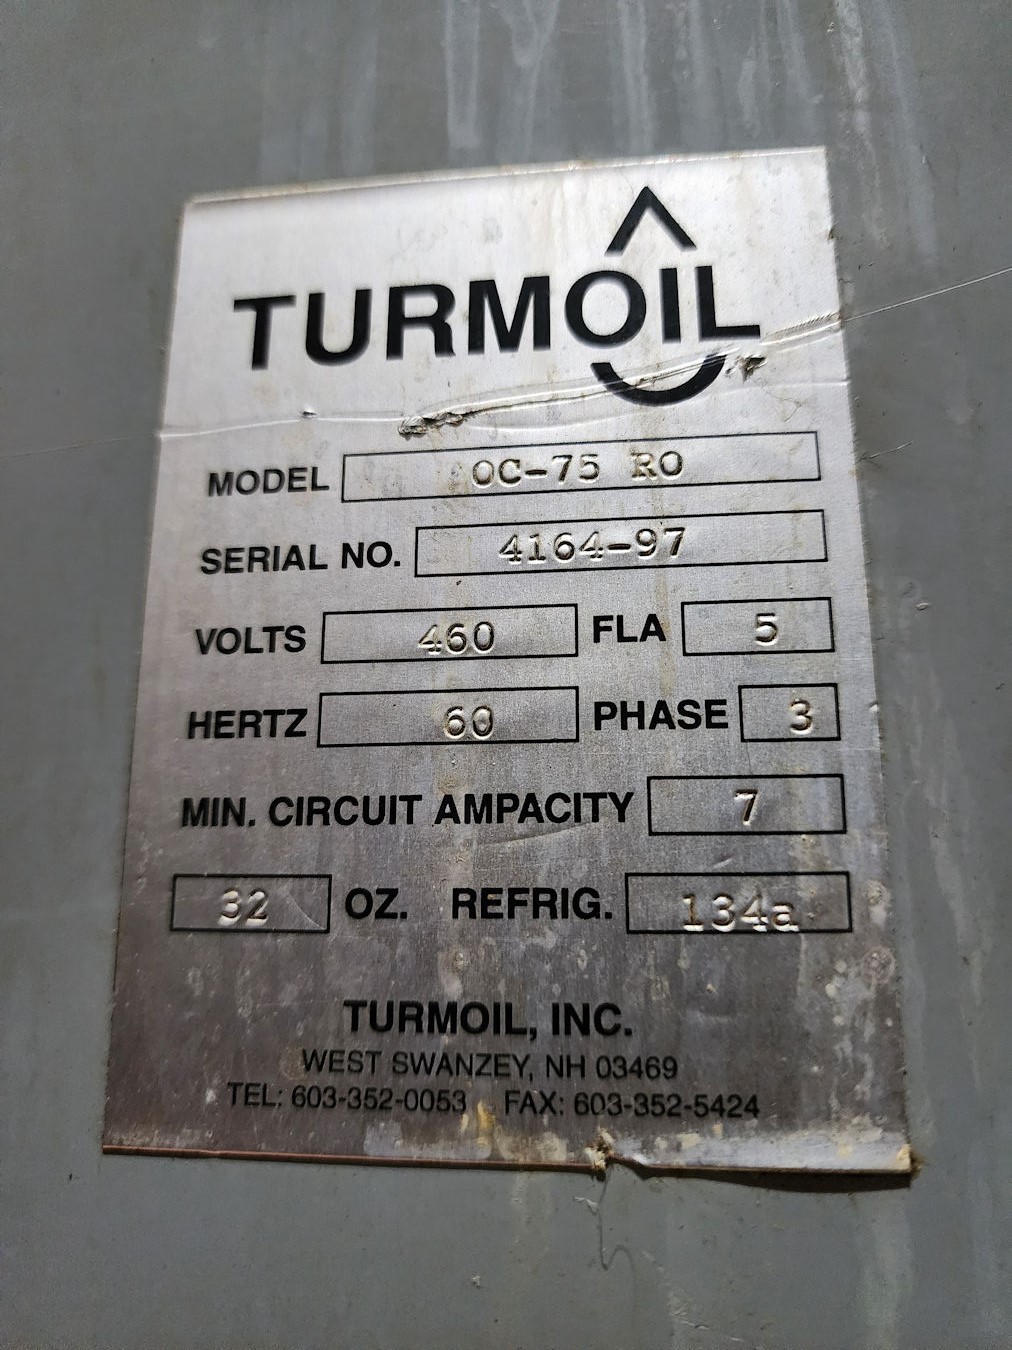 TURMOIL
MODEL OC-75 RO
SERIAL NO. 4164-97
VOLTS 460 FLA 5
HERTZ 60 PHASE 3
MIN. CIRCUIT AMPACITY 7
32 OZ. REFRIG. 134a
TURMOIL, INC.
WEST SWANZEY, NH 03469
TEL: 603-352-0053 FAX: 603-352-5424